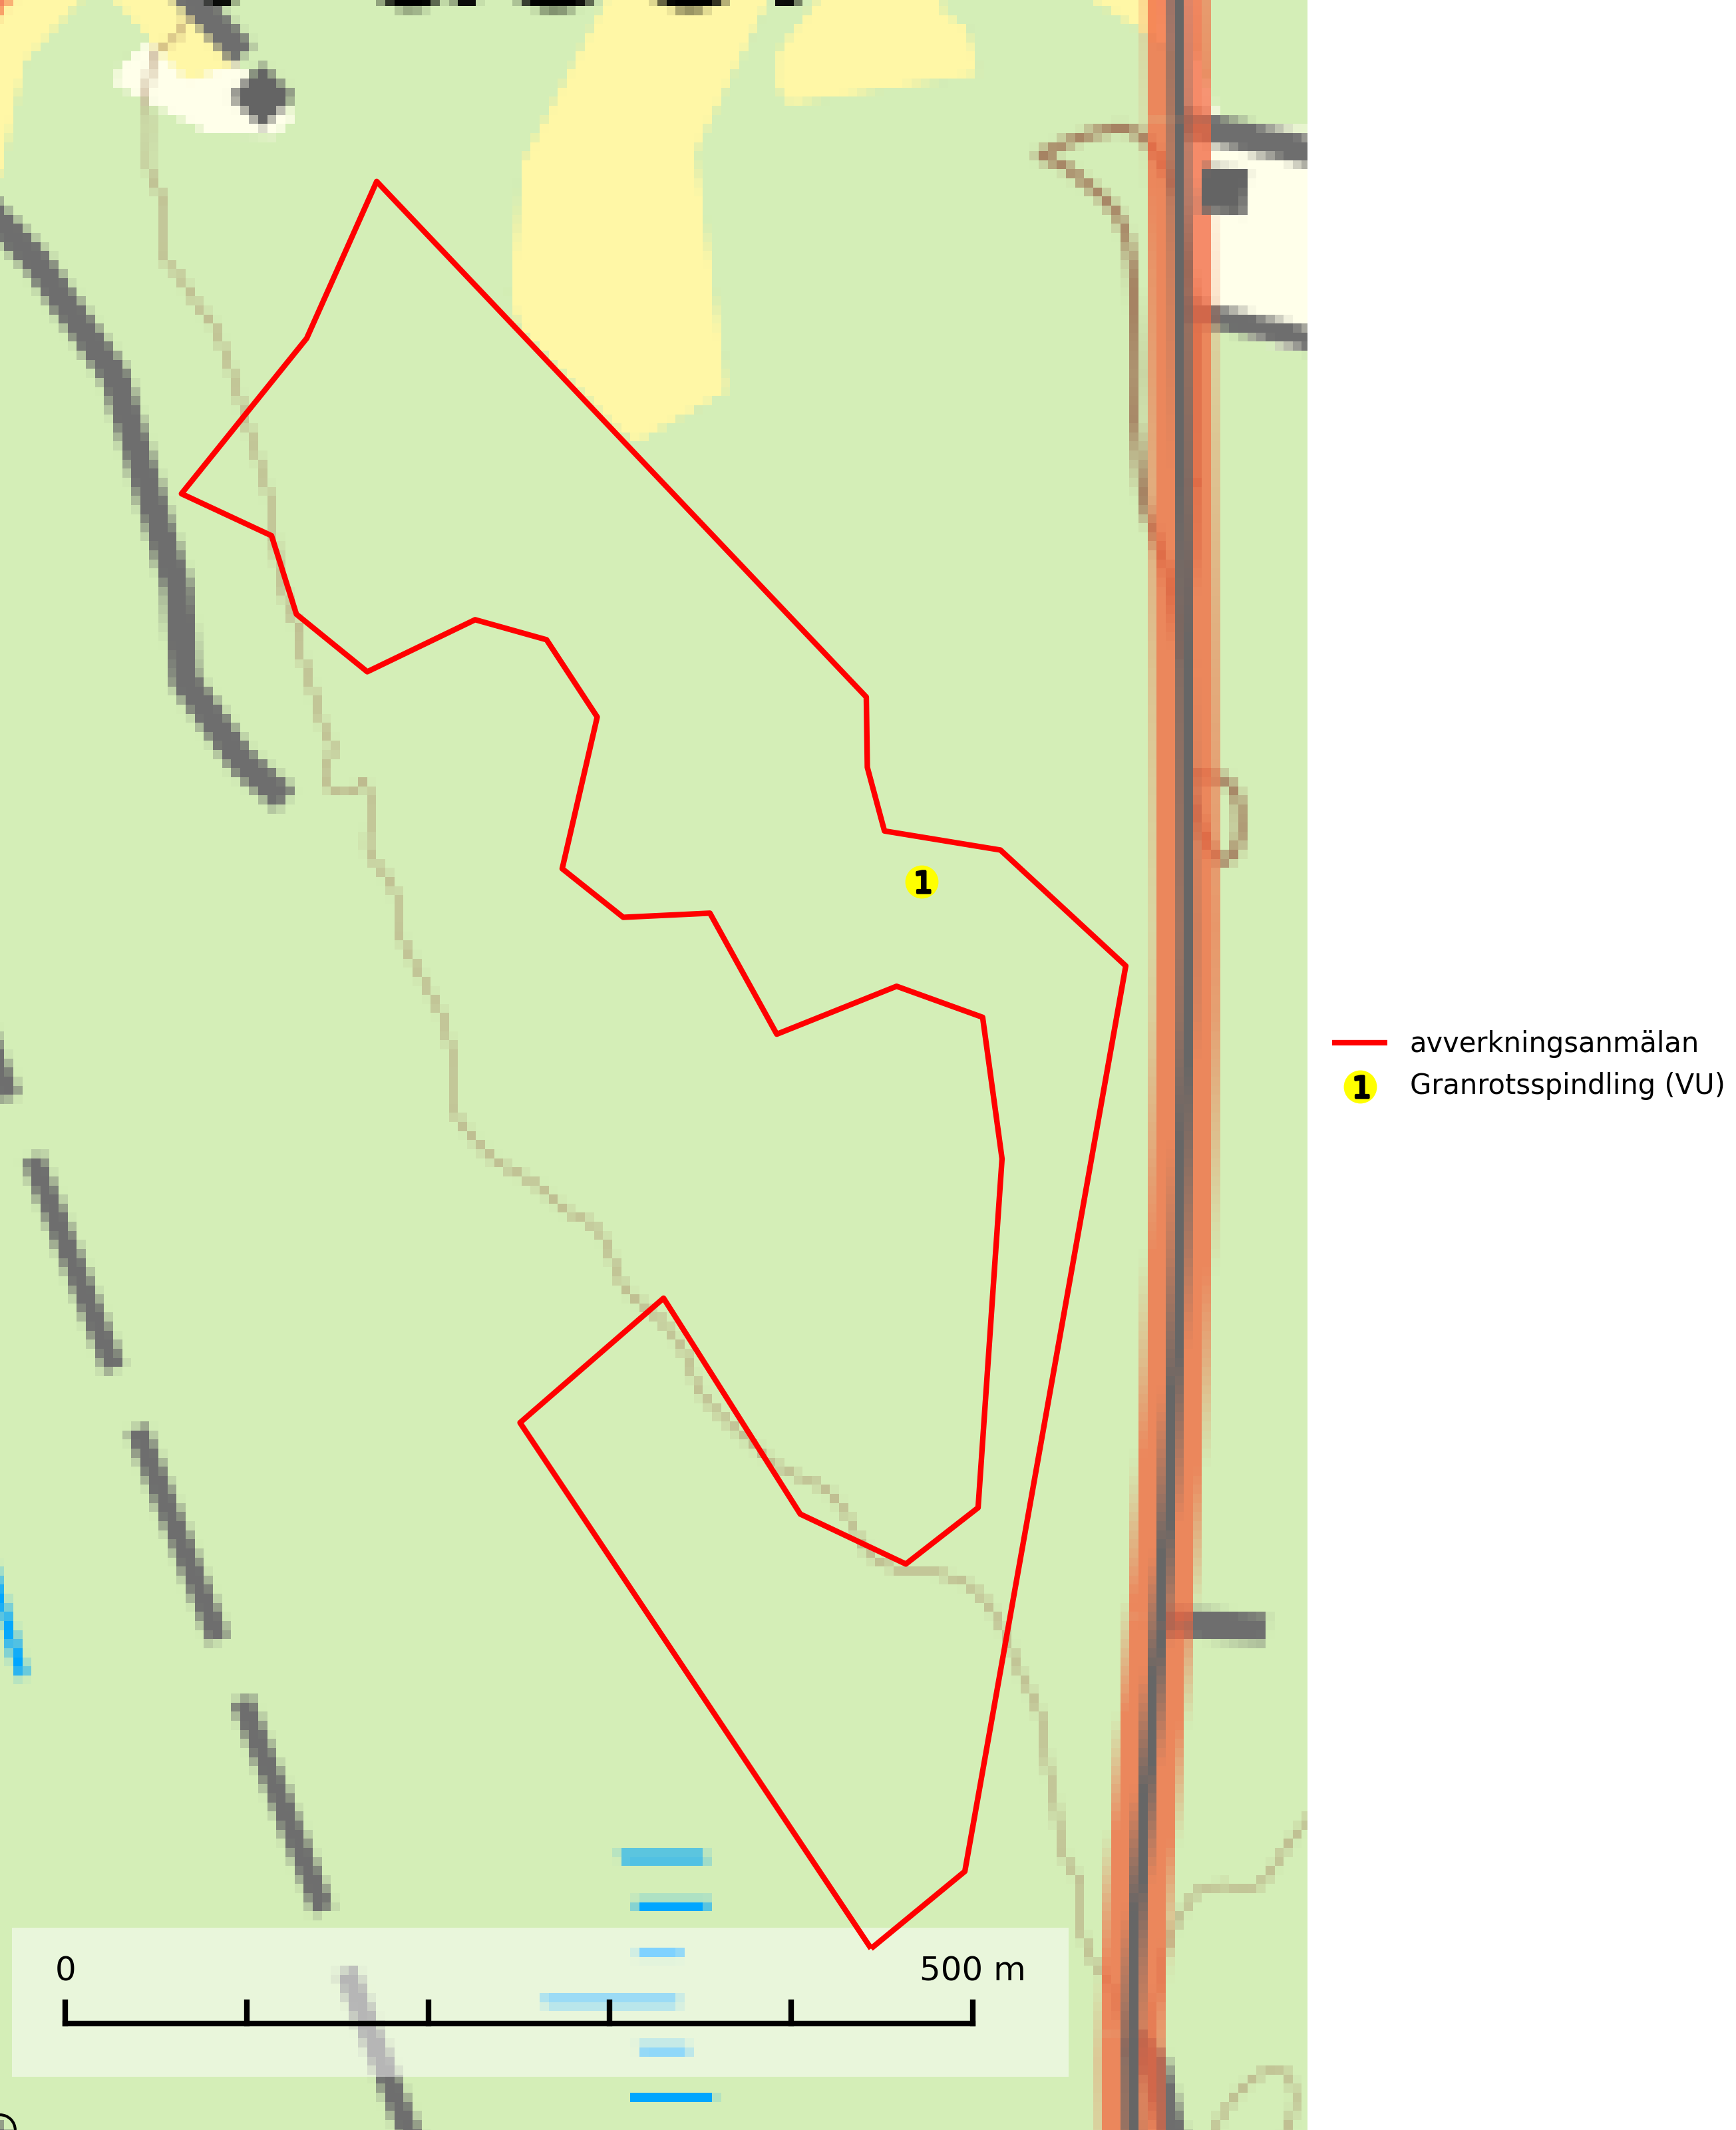 1
avverkningsanmälan
1 Granrotsspindling (VU)
0 500 m